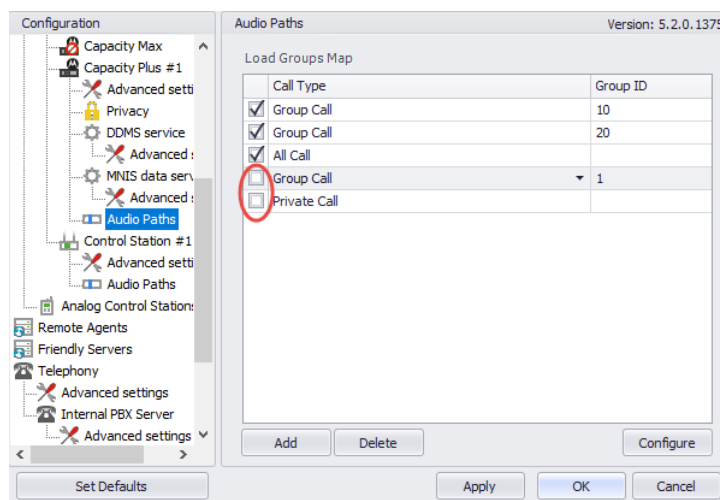 Configuration
Capacity Max
Capacity Plus #1
Advanced setti
Privacy
DDMS service
Advanced s
MNIS data serv
Advanced s
Audio Paths
Control Station #1
Advanced setti
Audio Paths
Analog Control Stations
Remote Agents
Friendly Servers
Telephony
Advanced settings
Internal PBX Server
Advanced settings
Set Defaults
Audio Paths Version: 5.2.0.1375
Load Groups Map
Call Type Group ID
Group Call 10
Group Call 20
All Call
Group Call 1
Private Call
Add Delete Configure
Apply OK Cancel